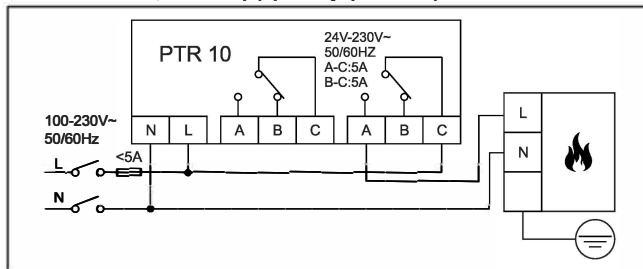 PTR 10
24V-230V~
50/60HZ
A-C:5A
B-C:5A
100-230V~
50/60Hz
N L A B C A B C
L
N
L <5A
N